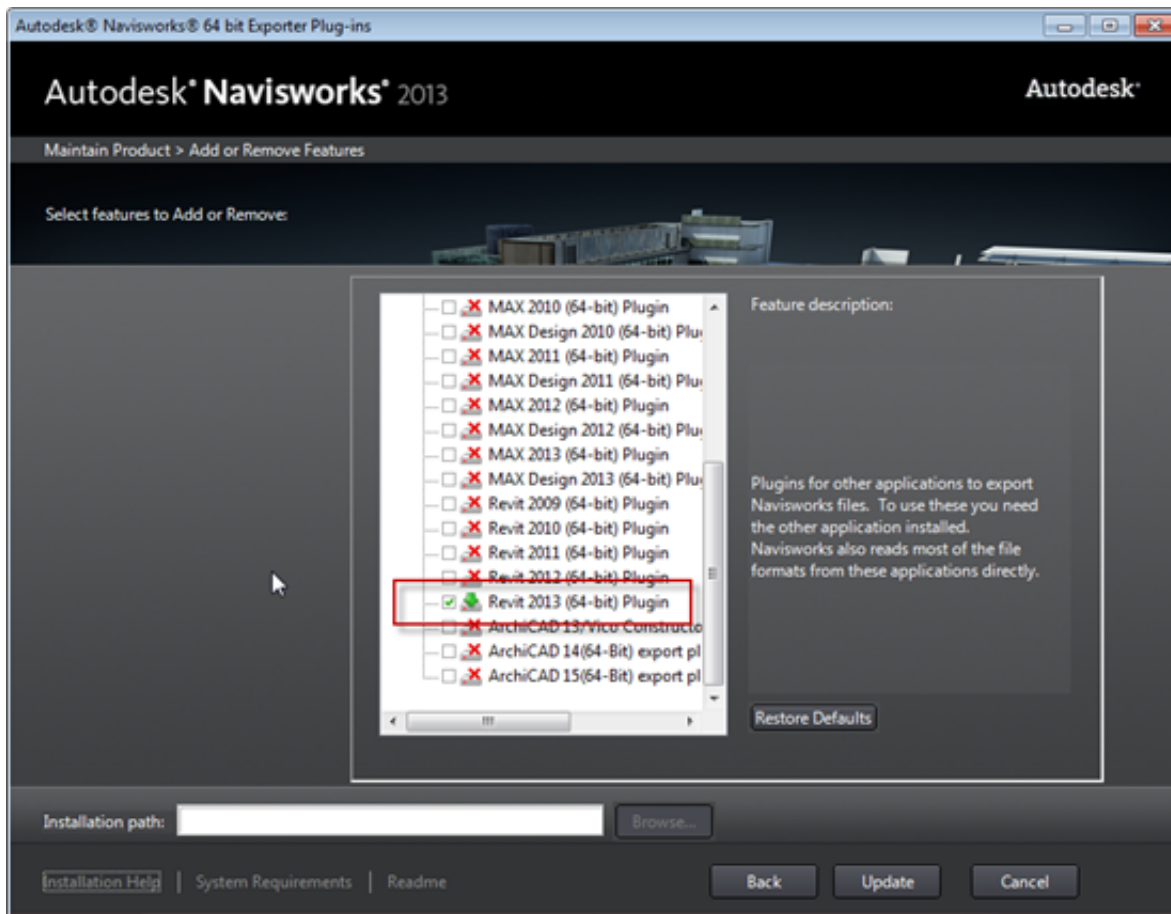 Autodesk® Navisworks® 64 bit Exporter Plug-ins
Autodesk® Navisworks® 2013
Autodesk®
Maintain Product > Add or Remove Features
Select features to Add or Remove:
MAX 2010 (64-bit) Plugin
MAX Design 2010 (64-bit) Plu
MAX 2011 (64-bit) Plugin
MAX Design 2011 (64-bit) Plu
MAX 2012 (64-bit) Plugin
MAX Design 2012 (64-bit) Plu
MAX 2013 (64-bit) Plugin
MAX Design 2013 (64-bit) Plu
Revit 2009 (64-bit) Plugin
Revit 2010 (64-bit) Plugin
Revit 2011 (64-bit) Plugin
Revit 2012 (64-bit) Plugin
Revit 2013 (64-bit) Plugin
ArchiCAD 13/Vico Constructo
ArchiCAD 14(64-Bit) export pl
ArchiCAD 15(64-Bit) export pl
Feature description:
Plugins for other applications to export
Navisworks files. To use these you need
the other application installed.
Navisworks also reads most of the file
formats from these applications directly.
Restore Defaults
Installation path:
Browse...
Installation Help | System Requirements | Readme
Back
Update
Cancel